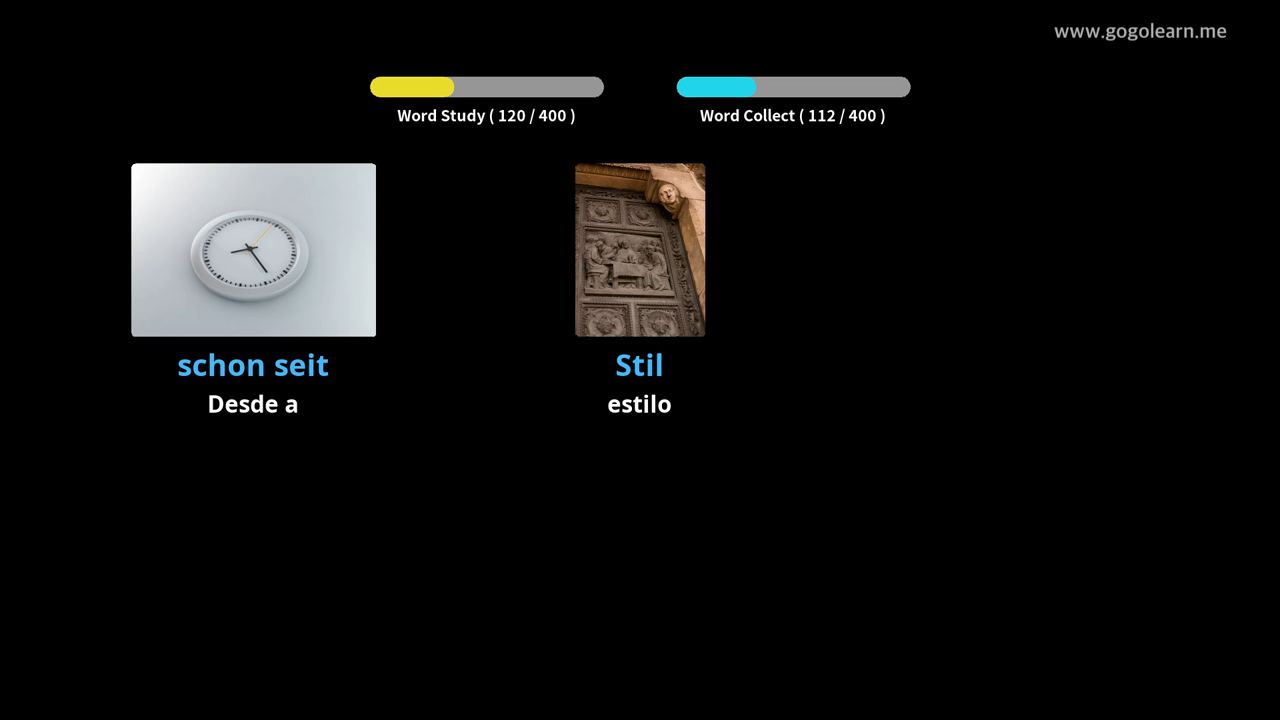 www.gogolearn.me
Word Study ( 120 / 400 )
Word Collect ( 112 / 400 )
schon seit
Desde a
Stil
estilo